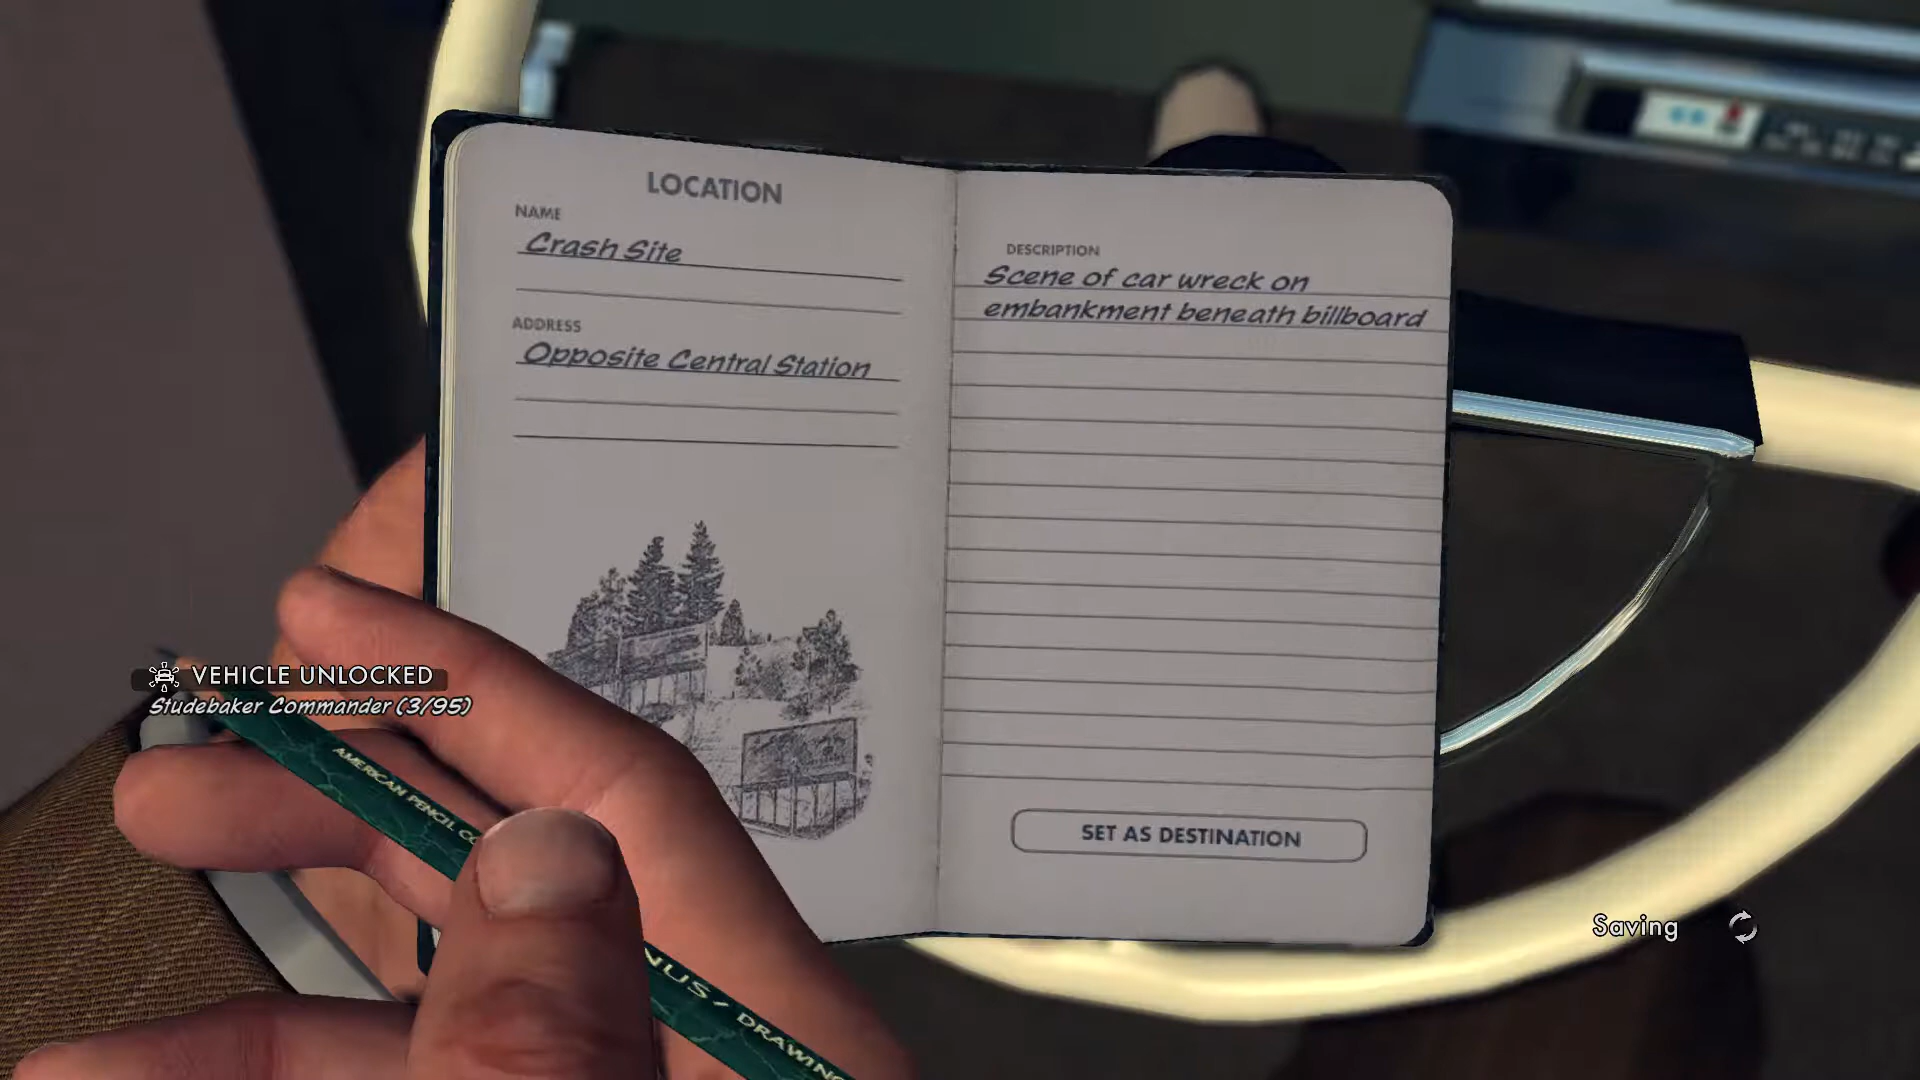 LOCATION
NAME
Crash Site
ADDRESS
Opposite Central Station
DESCRIPTION
Scene of car wreck on
embankment beneath billboard
SET AS DESTINATION
VEHICLE UNLOCKED
Studebaker Commander (3/95)
AMERICAN PENCIL CO
NUS/ DRAWING
Saving